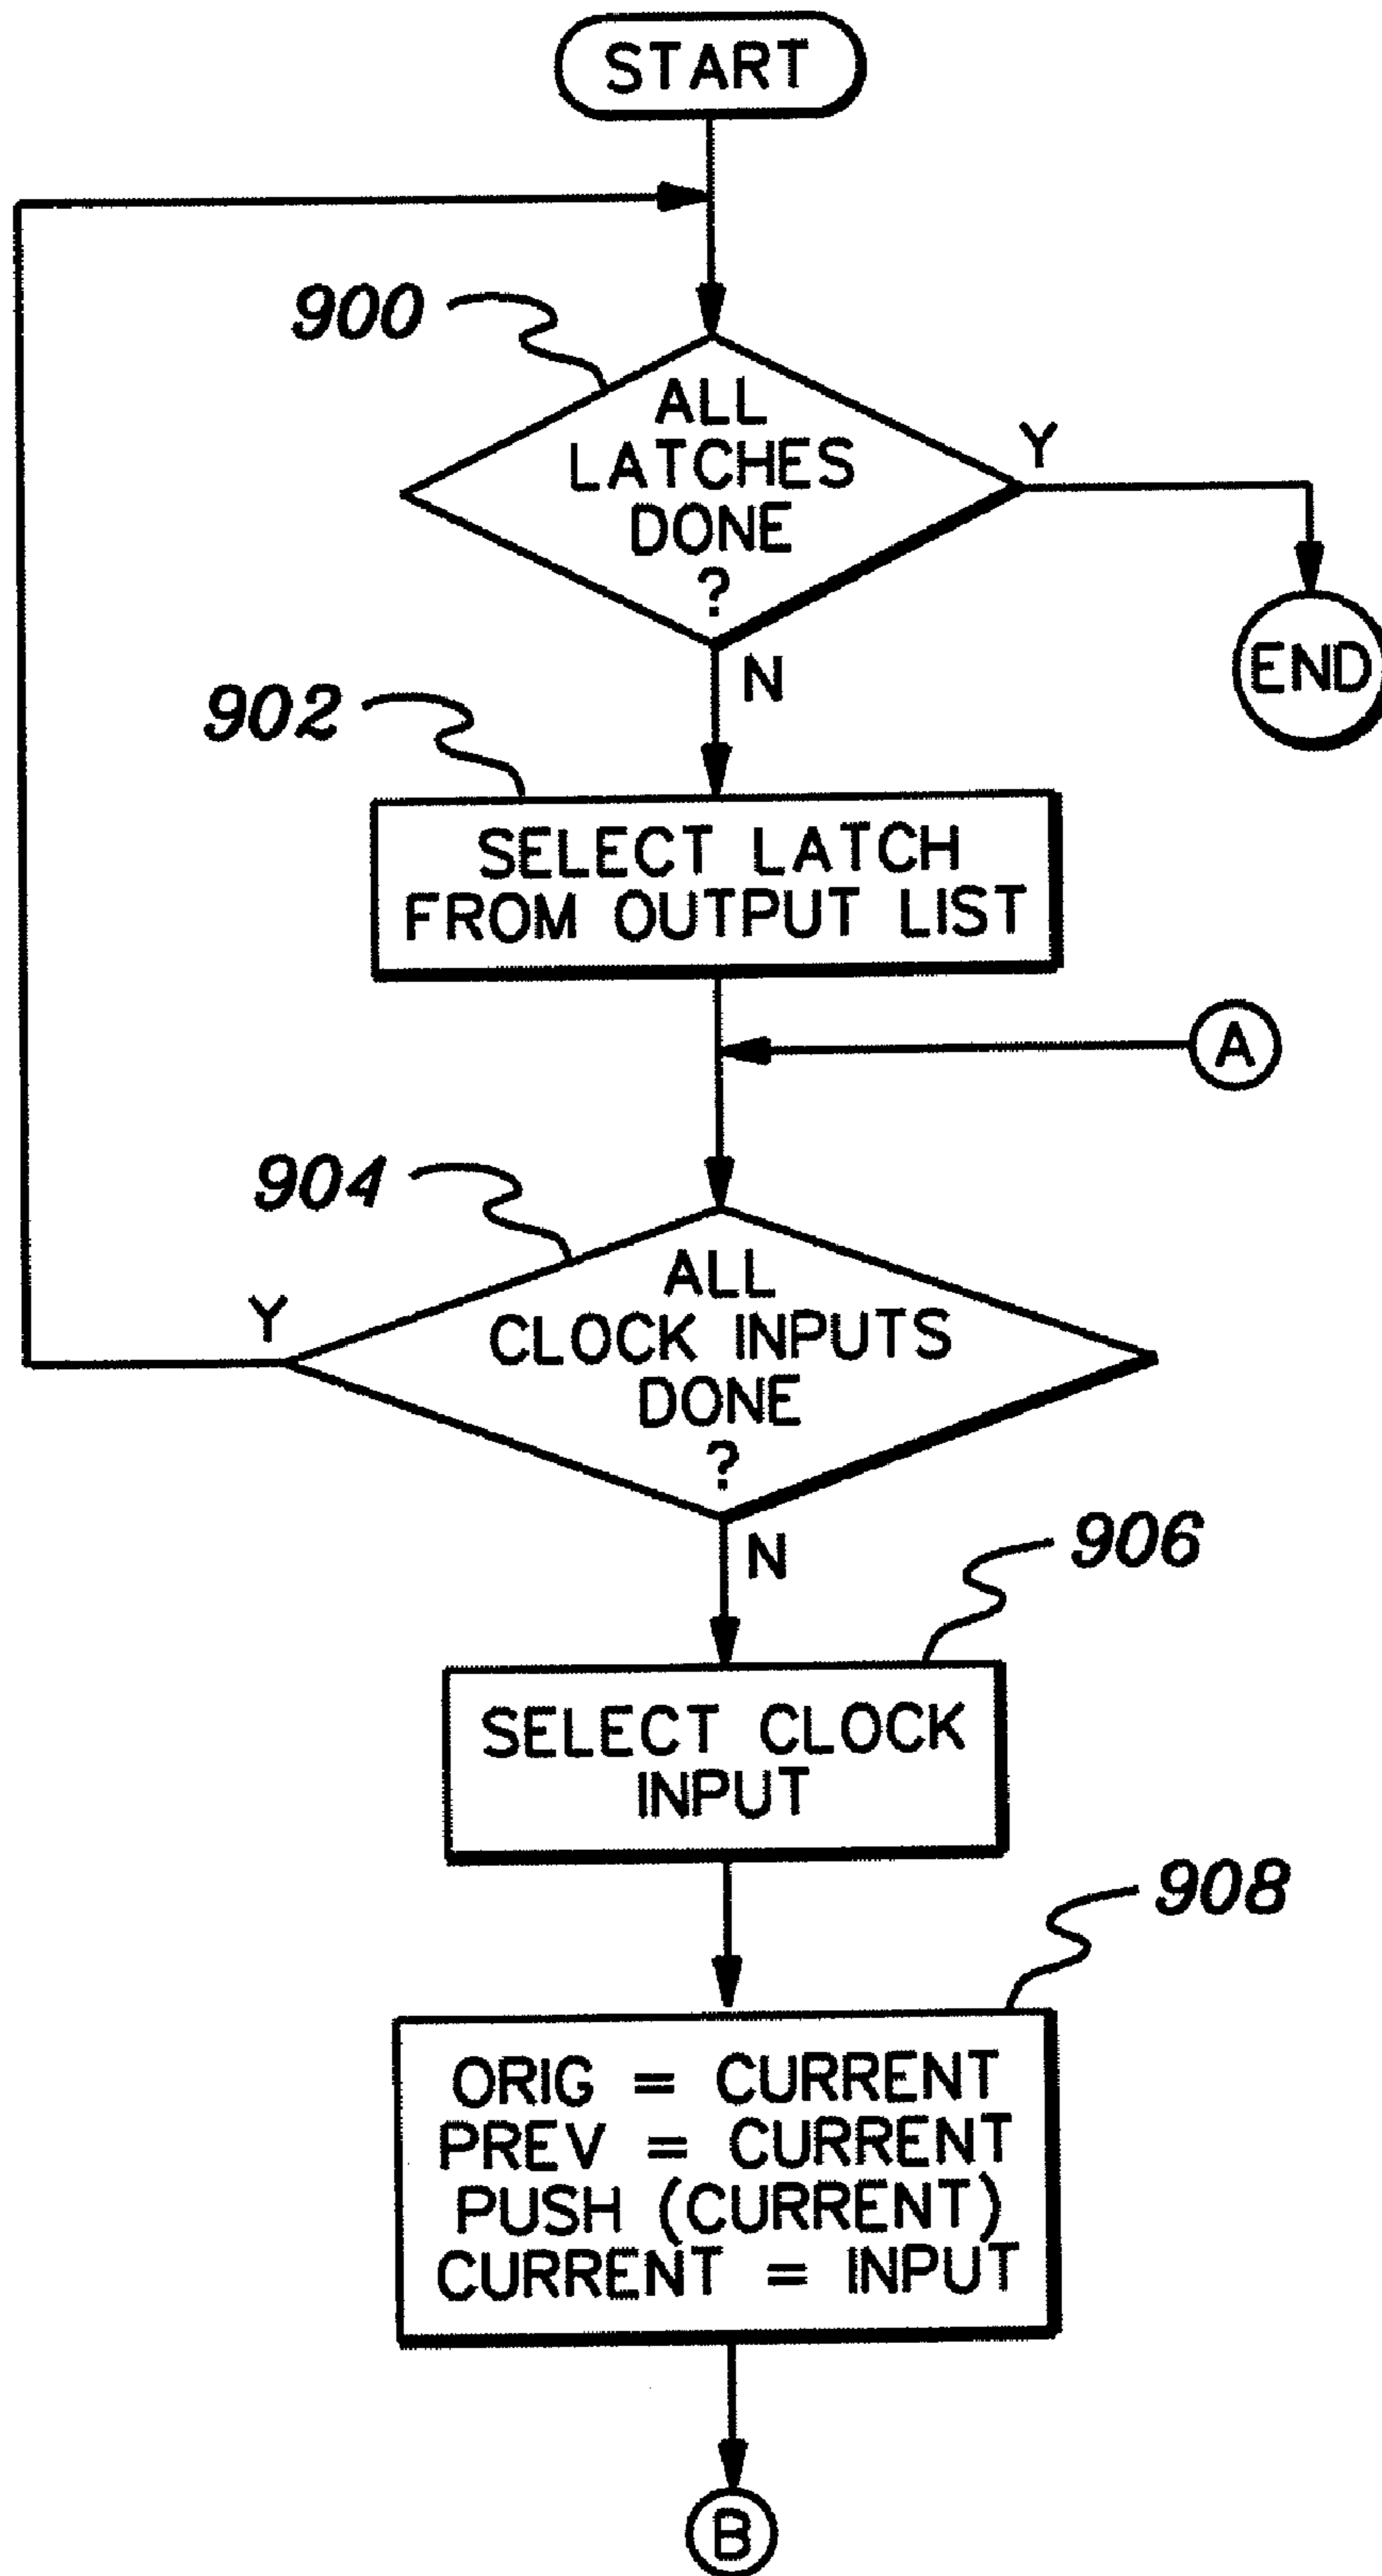 START
900
ALL
LATCHES
DONE
?
Y
END
N
902
SELECT LATCH
FROM OUTPUT LIST
A
904
ALL
CLOCK INPUTS
DONE
?
Y
N
906
SELECT CLOCK
INPUT
908
ORIG = CURRENT
PREV = CURRENT
PUSH (CURRENT)
CURRENT = INPUT
B